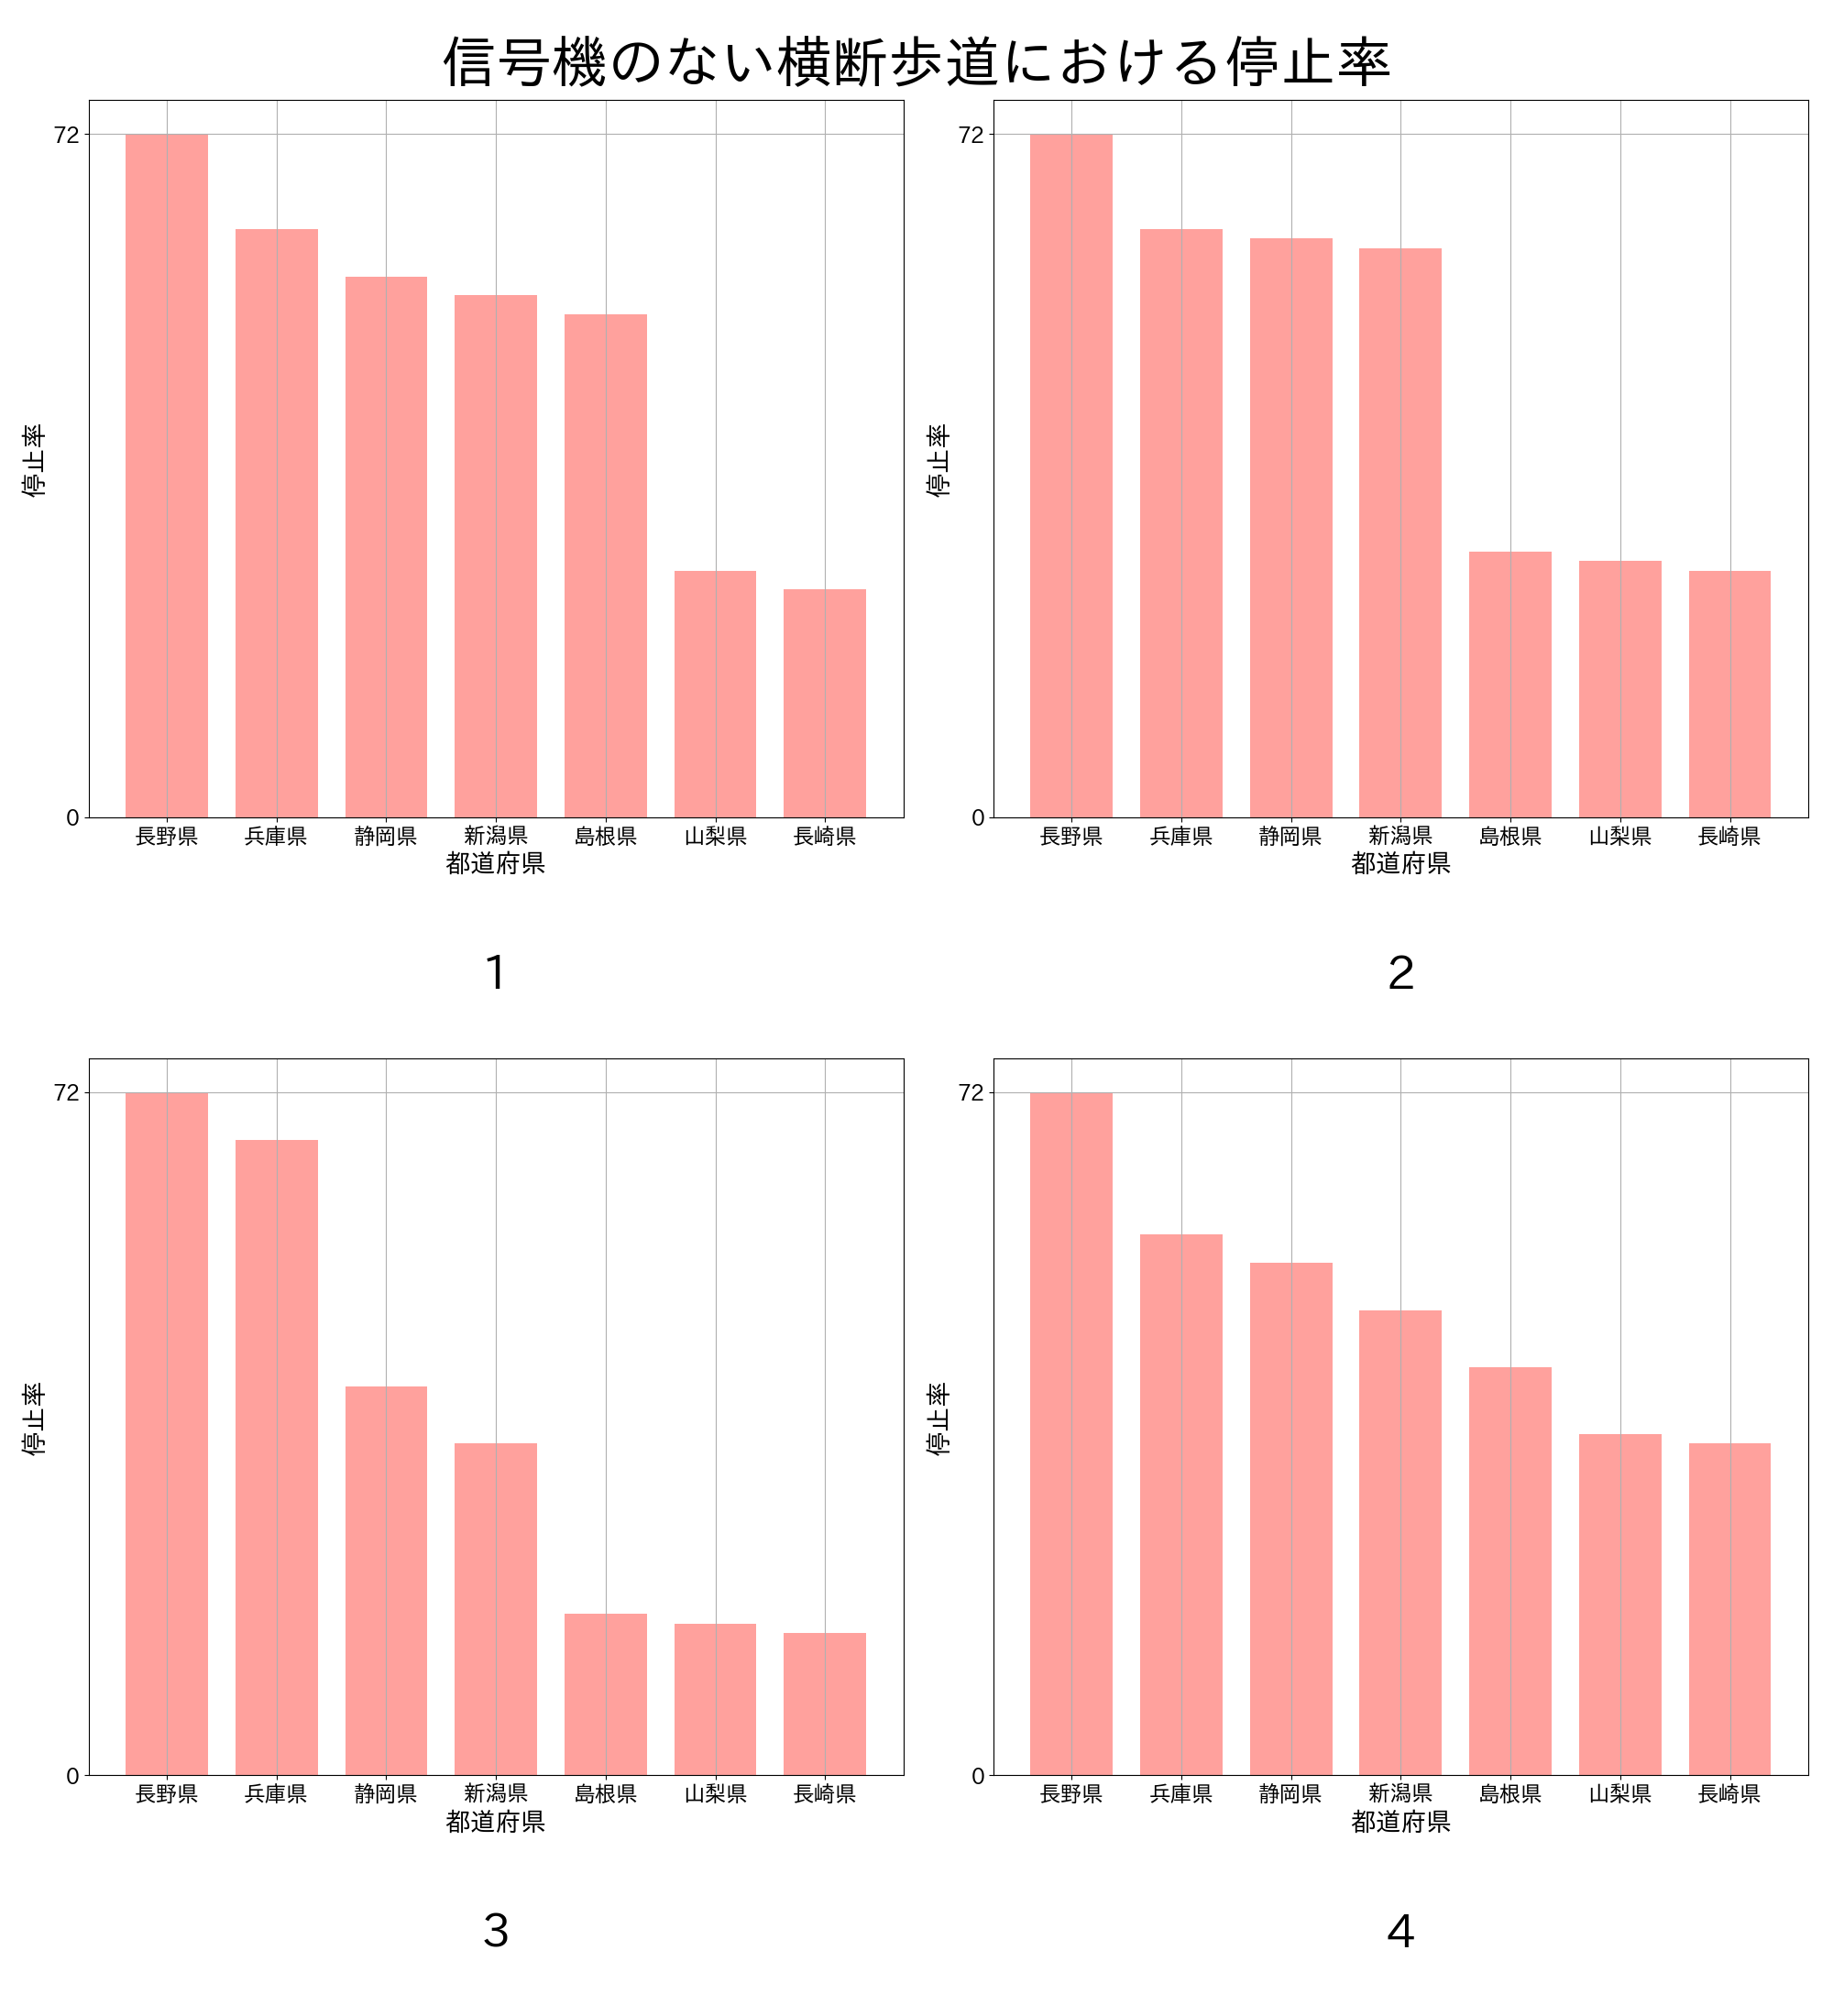 信号機のない横断歩道における停止率
72
0
停止率
長野県 兵庫県 静岡県 新潟県 島根県 山梨県 長崎県
都道府県
1
72
0
停止率
長野県 兵庫県 静岡県 新潟県 島根県 山梨県 長崎県
都道府県
2
72
0
停止率
長野県 兵庫県 静岡県 新潟県 島根県 山梨県 長崎県
都道府県
3
72
0
停止率
長野県 兵庫県 静岡県 新潟県 島根県 山梨県 長崎県
都道府県
4